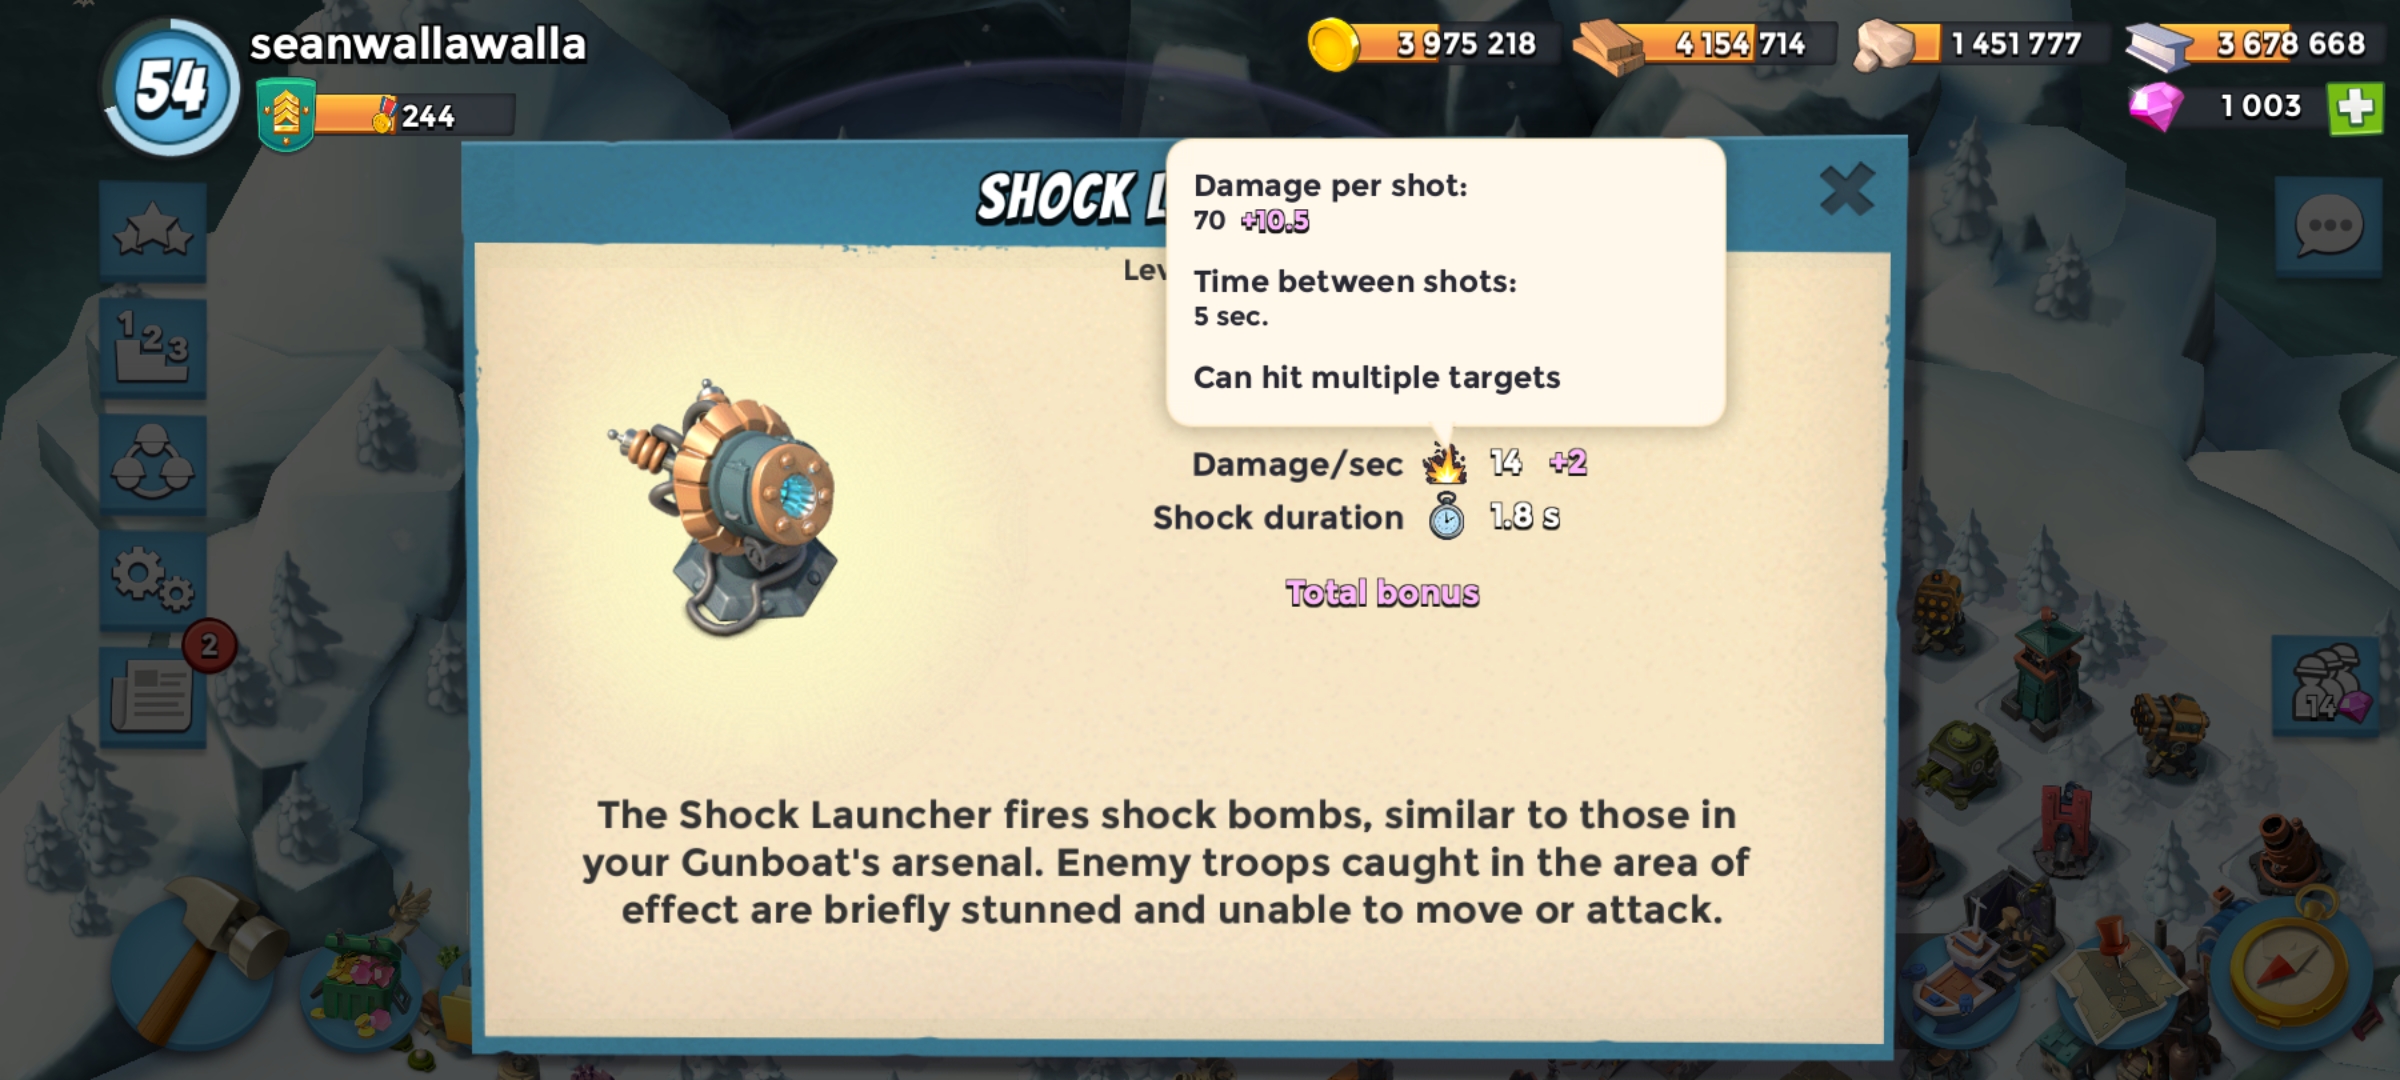 54
seanwallawalla
244
3 975 218
4 154 714
1 451 777
3 678 668
1 003
SHOCK
Damage per shot:
70 +10.5
Time between shots:
5 sec.
Can hit multiple targets
Damage/sec 14 +2
Shock duration 1.8 s
Total bonus
The Shock Launcher fires shock bombs, similar to those in
your Gunboat's arsenal. Enemy troops caught in the area of
effect are briefly stunned and unable to move or attack.
1 2 3
2
14